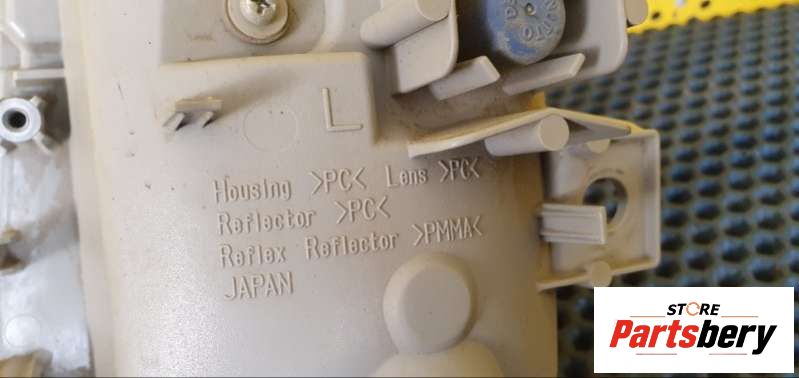 L
Housing >PC< Lens >PC<
Reflector >PC<
Reflex Reflector >PMMA<
JAPAN
STORE
Partsbery